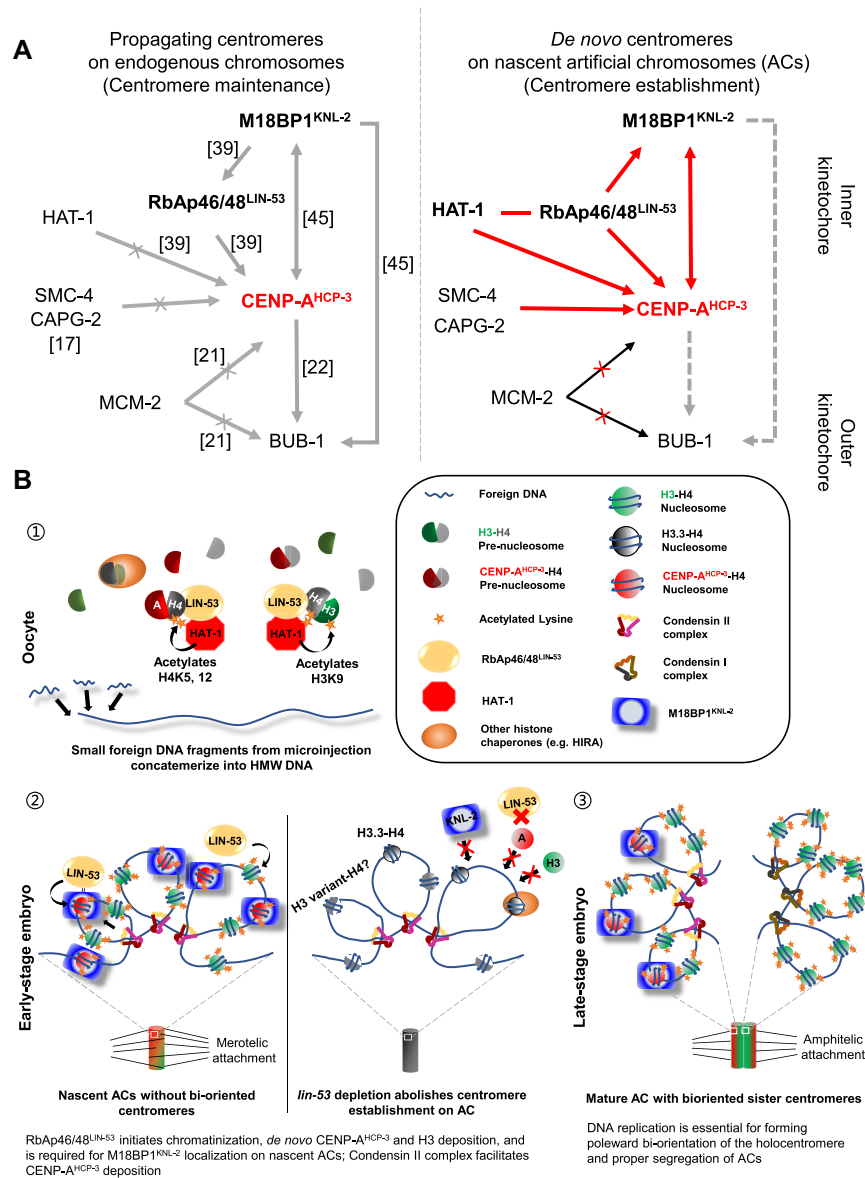 A
Propagating centromeres
on endogenous chromosomes
(Centromere maintenance)
M18BP1KNL-2
[39]
RbAp46/48LIN-53
[45]
HAT-1
[39]
[39]
[45]
CENP-AHCP-3
SMC-4
CAPG-2
[17]
[21]
[22]
MCM-2
[21]
BUB-1
De novo centromeres
on nascent artificial chromosomes (ACs)
(Centromere establishment)
M18BP1KNL-2
HAT-1
RbAp46/48LIN-53
SMC-4
CAPG-2
CENP-AHCP-3
MCM-2
BUB-1
Inner
kinetochore
Outer
kinetochore
B
①
Oocyte
A
H4
LIN-53
HAT-1
Acetylates
H4K5, 12
LIN-53
H4
H3
HAT-1
Acetylates
H3K9
Small foreign DNA fragments from microinjection
concatemerize into HMW DNA
Foreign DNA
H3-H4
Pre-nucleosome
CENP-AHCP-3-H4
Pre-nucleosome
Acetylated Lysine
RbAp46/48LIN-53
HAT-1
Other histone
chaperones (e.g. HIRA)
H3-H4
Nucleosome
H3.3-H4
Nucleosome
CENP-AHCP-3-H4
Nucleosome
Condensin II
complex
Condensin I
complex
M18BP1KNL-2
②
Early-stage embryo
LIN-53
LIN-53
Merotelic
attachment
Nascent ACs without bi-oriented
centromeres
H3.3-H4
H3 variant-H4?
KNL-2
LIN-53
A
H3
lin-53 depletion abolishes centromere
establishment on AC
RbAp46/48LIN-53 initiates chromatinization, de novo CENP-AHCP-3 and H3 deposition, and
is required for M18BP1KNL-2 localization on nascent ACs; Condensin II complex facilitates
CENP-AHCP-3 deposition
③
Late-stage embryo
Amphitelic
attachment
Mature AC with bioriented sister centromeres
DNA replication is essential for forming
poleward bi-orientation of the holocentromere
and proper segregation of ACs